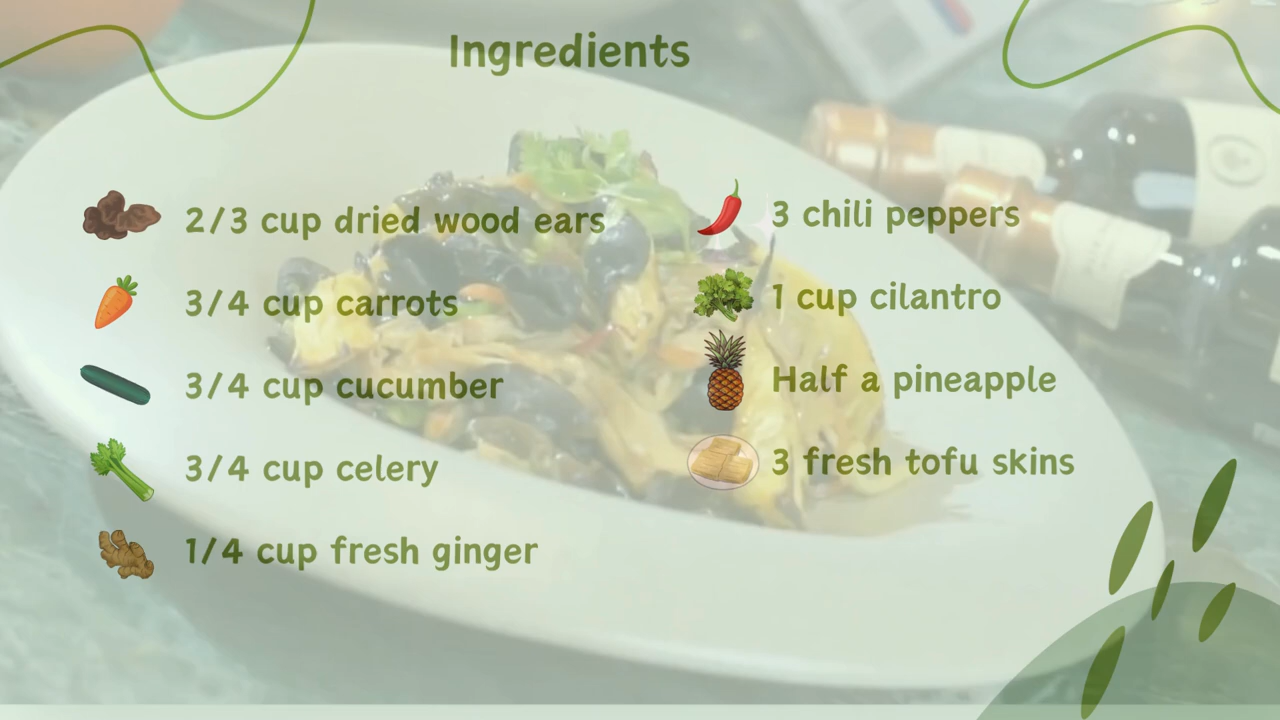 Ingredients
2/3 cup dried wood ears
3/4 cup carrots
3/4 cup cucumber
3/4 cup celery
1/4 cup fresh ginger
3 chili peppers
1 cup cilantro
Half a pineapple
3 fresh tofu skins